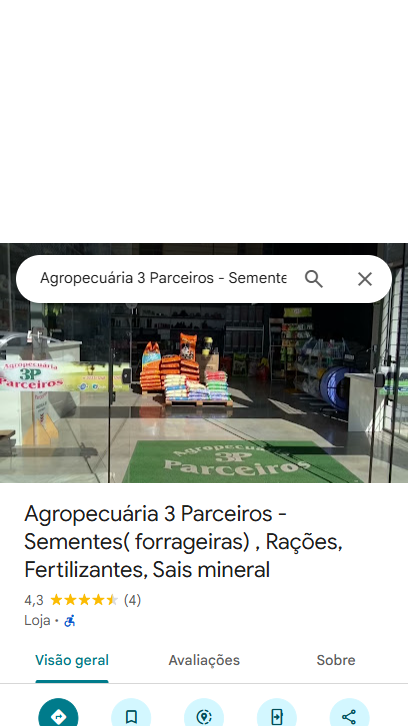 Agropecuária 3 Parceiros - Semente
Agropecuária
3P
Parceiros
Agropecuária
3P
Parceiros
Agropecuária 3 Parceiros -
Sementes( forrageiras) , Rações,
Fertilizantes, Sais mineral
4,3 (4)
Loja ·
Visão geral Avaliações Sobre